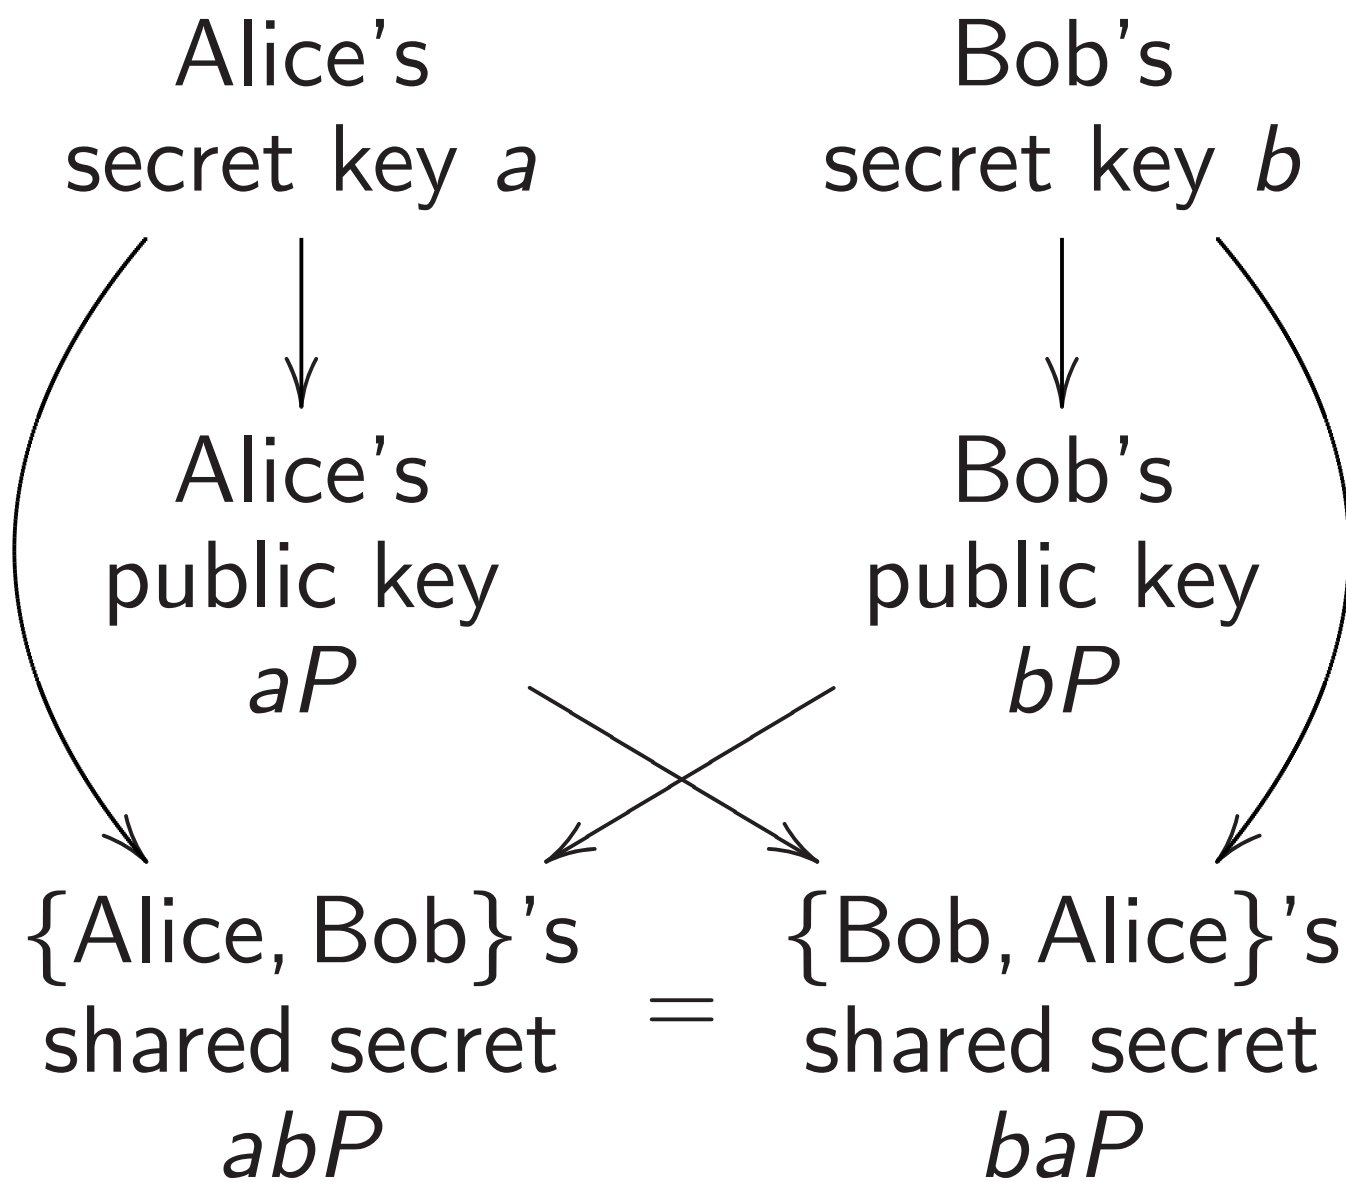 Alice's
secret key a
Bob's
secret key b
Alice's
public key
aP
Bob's
public key
bP
{Alice, Bob}'s
shared secret
abP
=
{Bob, Alice}'s
shared secret
baP